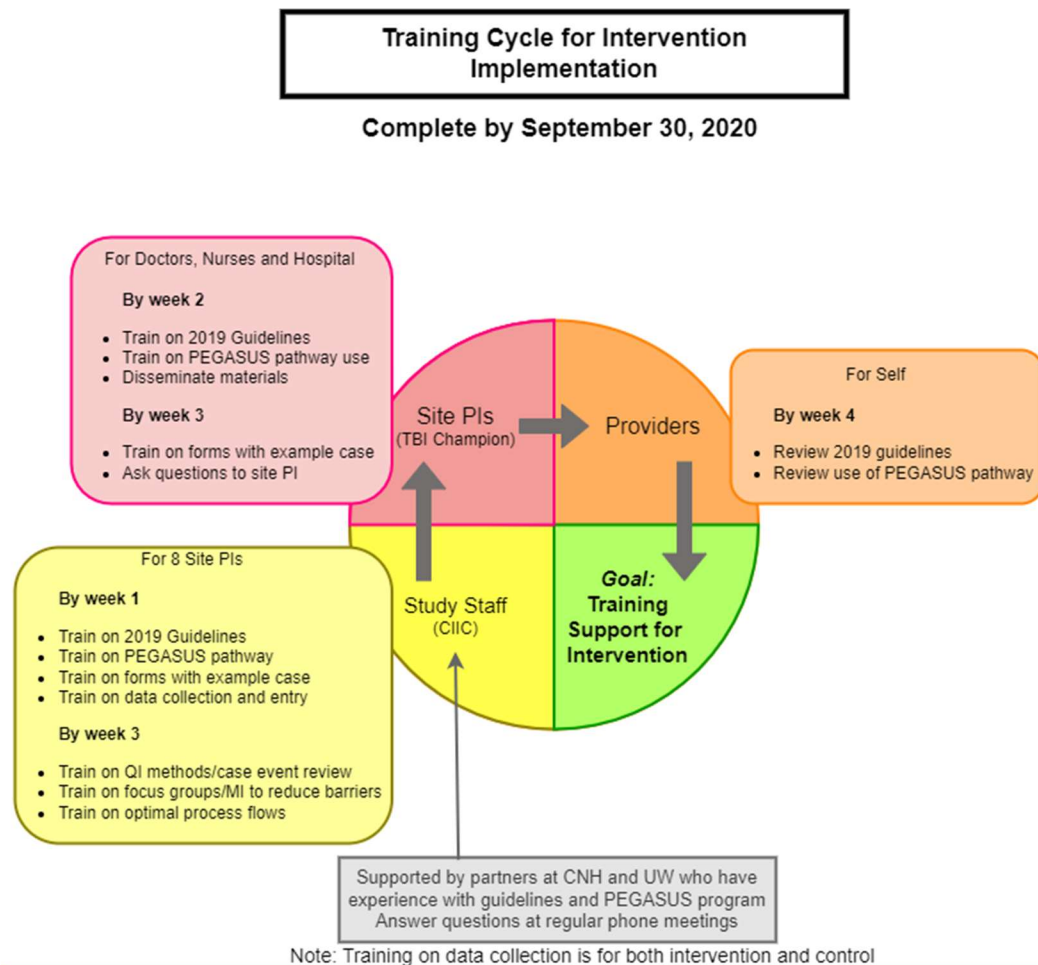 Training Cycle for Intervention
Implementation
Complete by September 30, 2020
For Doctors, Nurses and Hospital
By week 2
• Train on 2019 Guidelines
• Train on PEGASUS pathway use
• Disseminate materials
By week 3
• Train on forms with example case
• Ask questions to site PI
Site PIs
(TBI Champion)
Providers
For Self
By week 4
• Review 2019 guidelines
• Review use of PEGASUS pathway
For 8 Site PIs
By week 1
• Train on 2019 Guidelines
• Train on PEGASUS pathway
• Train on forms with example case
• Train on data collection and entry
By week 3
• Train on QI methods/case event review
• Train on focus groups/MI to reduce barriers
• Train on optimal process flows
Study Staff
(CIIC)
Goal:
Training
Support for
Intervention
Supported by partners at CNH and UW who have
experience with guidelines and PEGASUS program
Answer questions at regular phone meetings
Note: Training on data collection is for both intervention and control